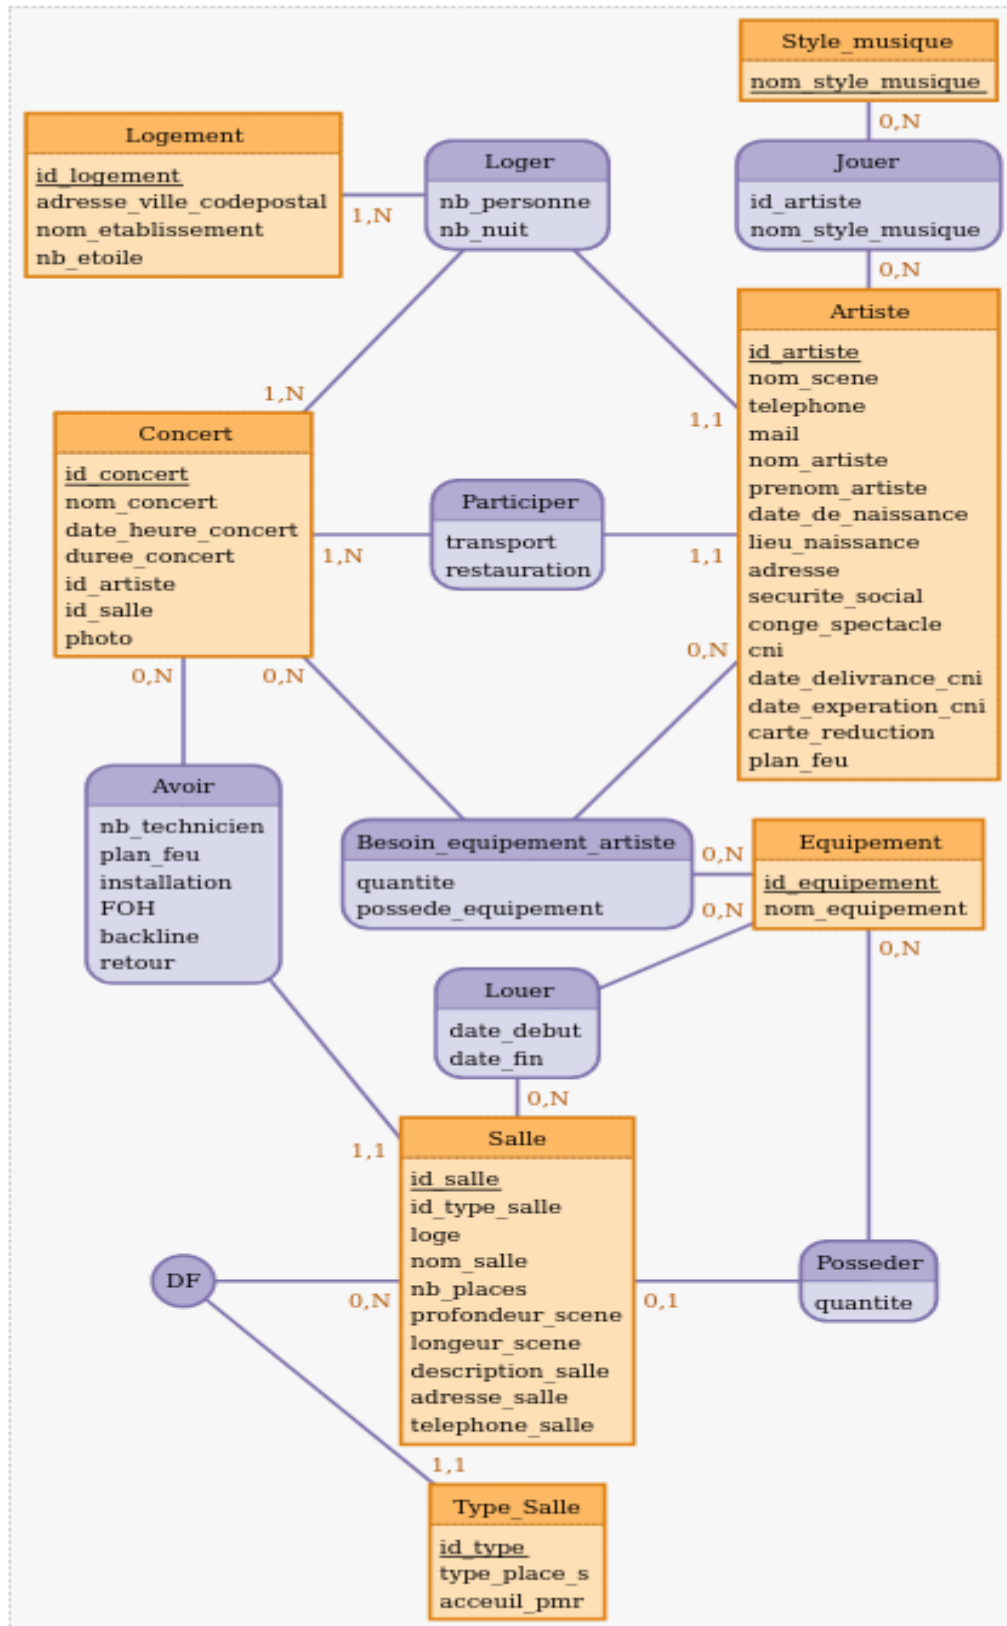 Style_musique
nom_style_musique
0,N
Logement
id_logement
adresse_ville_codepostal
nom_etablissement
nb_etoile
1,N
Loger
nb_personne
nb_nuit
Jouer
id_artiste
nom_style_musique
0,N
1,N
1,1
Artiste
id_artiste
nom_scene
telephone
mail
nom_artiste
prenom_artiste
date_de_naissance
lieu_naissance
adresse
securite_social
conge_spectacle
cni
date_delivrance_cni
date_experation_cni
carte_reduction
plan_feu
Concert
id_concert
nom_concert
date_heure_concert
duree_concert
id_artiste
id_salle
photo
1,N
Participer
transport
restauration
1,1
0,N
0,N
0,N
Avoir
nb_technicien
plan_feu
installation
FOH
backline
retour
Besoin_equipement_artiste
quantite
possede_equipement
0,N
0,N
Equipement
id_equipement
nom_equipement
0,N
Louer
date_debut
date_fin
0,N
1,1
Salle
id_salle
id_type_salle
loge
nom_salle
nb_places
profondeur_scene
longeur_scene
description_salle
adresse_salle
telephone_salle
DF
0,N
0,1
Posseder
quantite
1,1
Type_Salle
id_type
type_place_s
acceuil_pmr